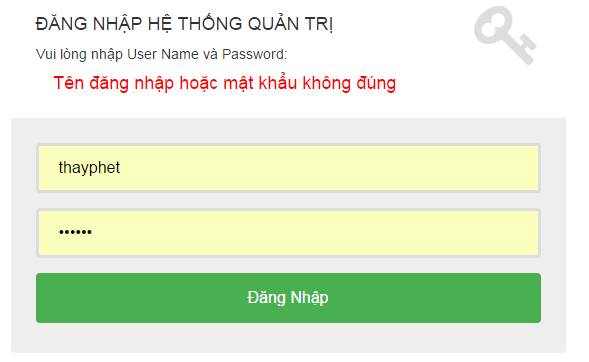 ĐĂNG NHẬP HỆ THỐNG QUẢN TRỊ
Vui lòng nhập User Name và Password:
Tên đăng nhập hoặc mật khẩu không đúng
thayphet
••••••
Đăng Nhập